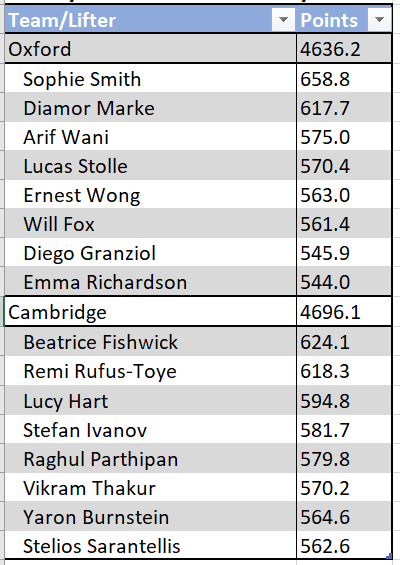 Team/Lifter Points
Oxford 4636.2
Sophie Smith 658.8
Diamor Marke 617.7
Arif Wani 575.0
Lucas Stolle 570.4
Ernest Wong 563.0
Will Fox 561.4
Diego Granziol 545.9
Emma Richardson 544.0
Cambridge 4696.1
Beatrice Fishwick 624.1
Remi Rufus-Toye 618.3
Lucy Hart 594.8
Stefan Ivanov 581.7
Raghul Parthipan 579.8
Vikram Thakur 570.2
Yaron Burnstein 564.6
Stelios Sarantellis 562.6